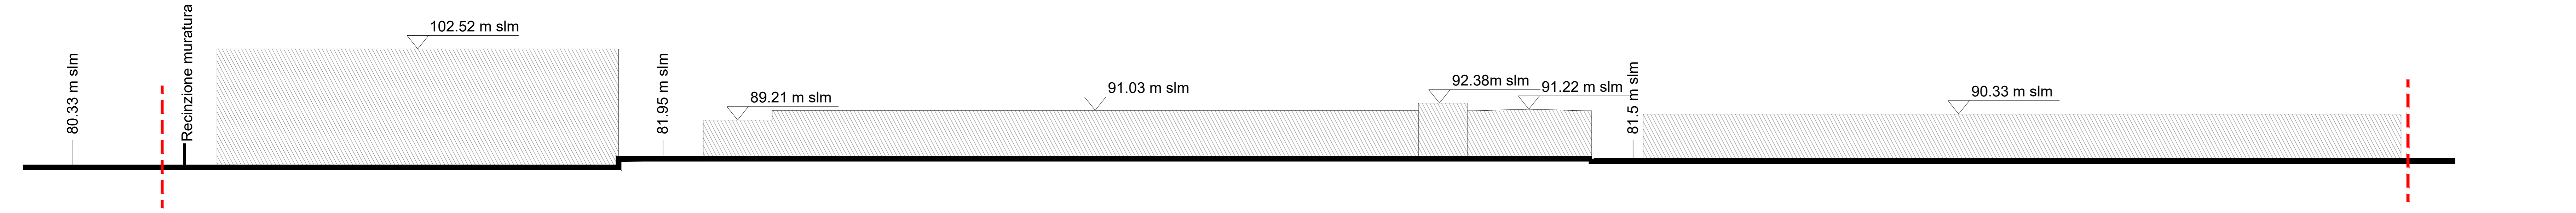 80.33 m slm
Recinzione muratura
102.52 m slm
81.95 m slm
89.21 m slm
91.03 m slm
92.38m slm
91.22 m slm
81.5 m slm
90.33 m slm